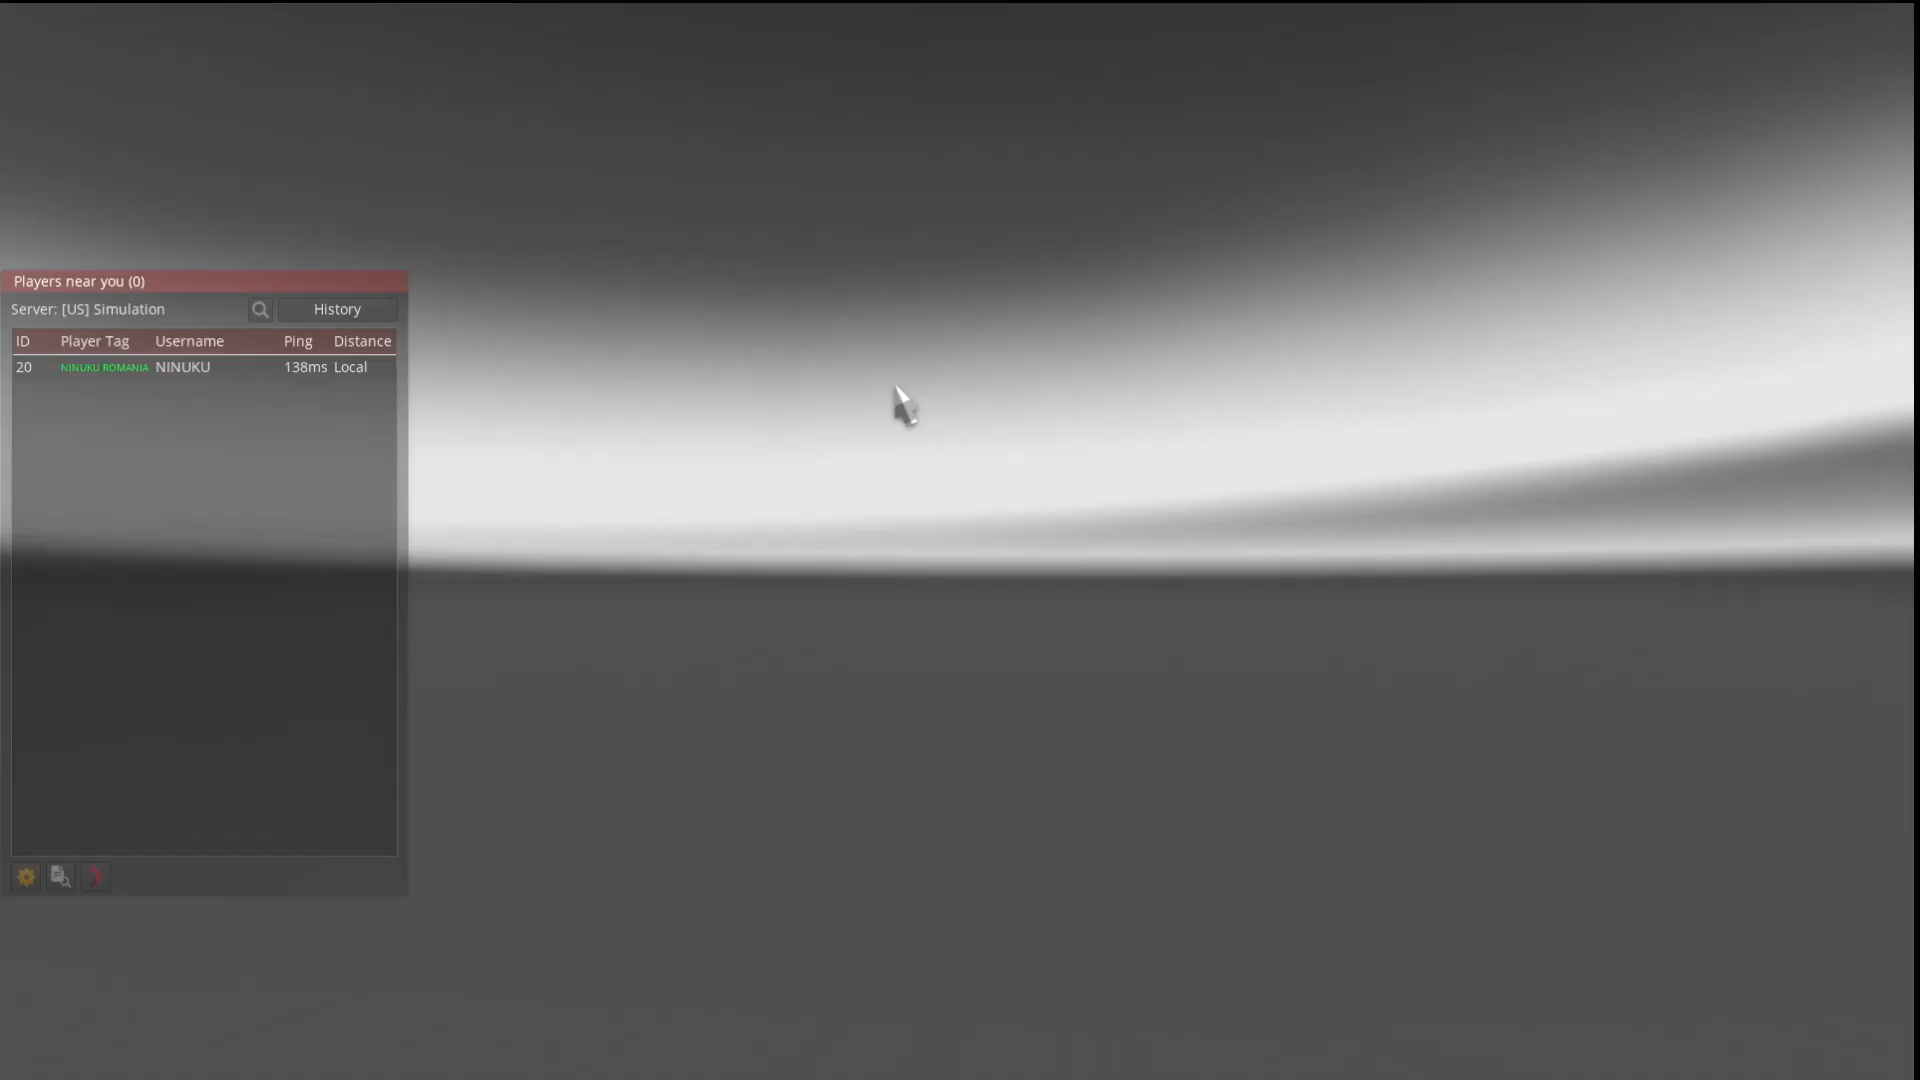 Players near you (0)
Server: [US] Simulation History
ID Player Tag Username Ping Distance
20 NINUKU ROMANIA NINUKU 138ms Local